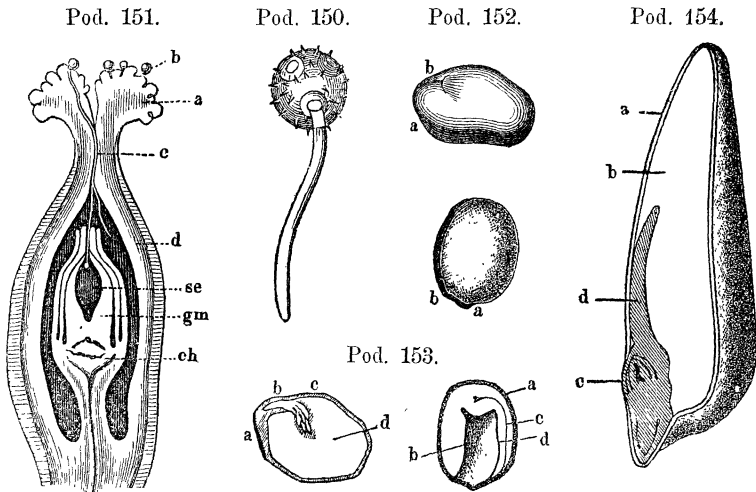 Pod. 151.
b
a
c
d
se
gm
ch
Pod. 150.
Pod. 152.
b
a
b
a
Pod. 153.
b
c
d
a
a
c
d
b
Pod. 154.
a
b
d
c